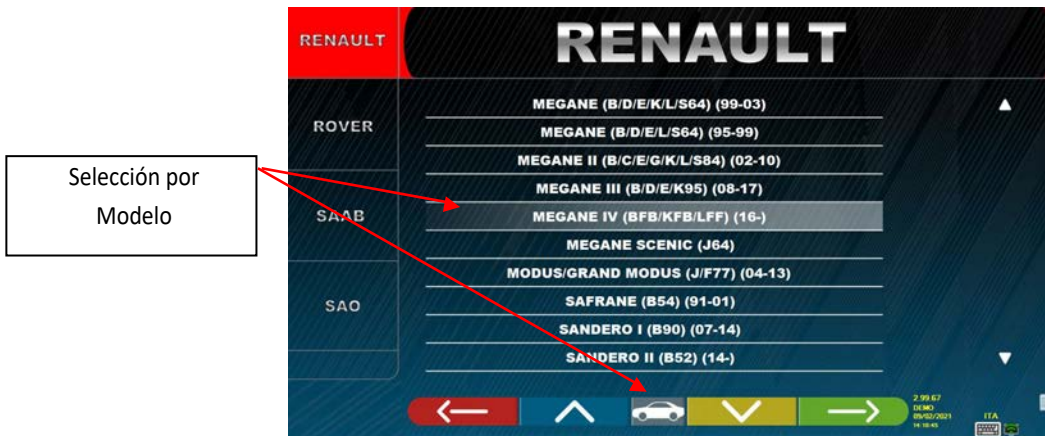 RENAULT
RENAULT
ROVER
SAAB
SAO
MEGANE (B/D/E/K/L/S64) (99-03)
MEGANE (B/D/E/L/S64) (95-99)
MEGANE II (B/C/E/G/K/L/S84) (02-10)
MEGANE III (B/D/E/K95) (08-17)
MEGANE IV (BFB/KFB/LFF) (16-)
MEGANE SCENIC (J64)
MODUS/GRAND MODUS (J/F77) (04-13)
SAFRANE (B54) (91-01)
SANDERO I (B90) (07-14)
SANDERO II (B52) (14-)
Selección por
Modelo
2.99.67
DEMO
09/02/2021
14:18:45
ITA